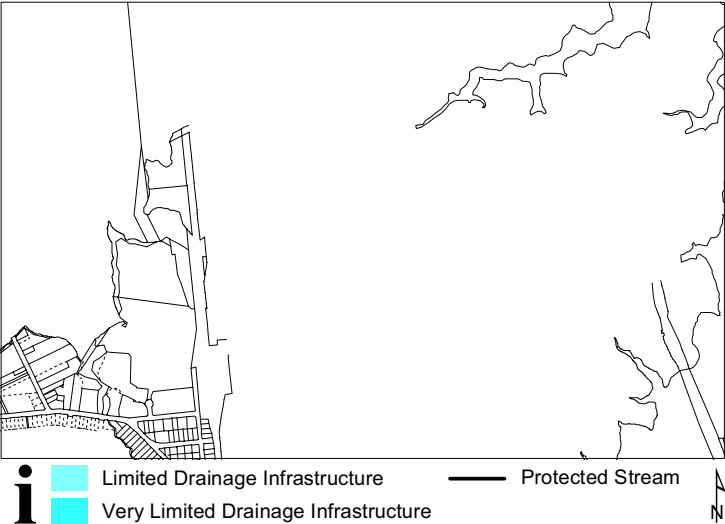 i Limited Drainage Infrastructure Protected Stream
Very Limited Drainage Infrastructure N